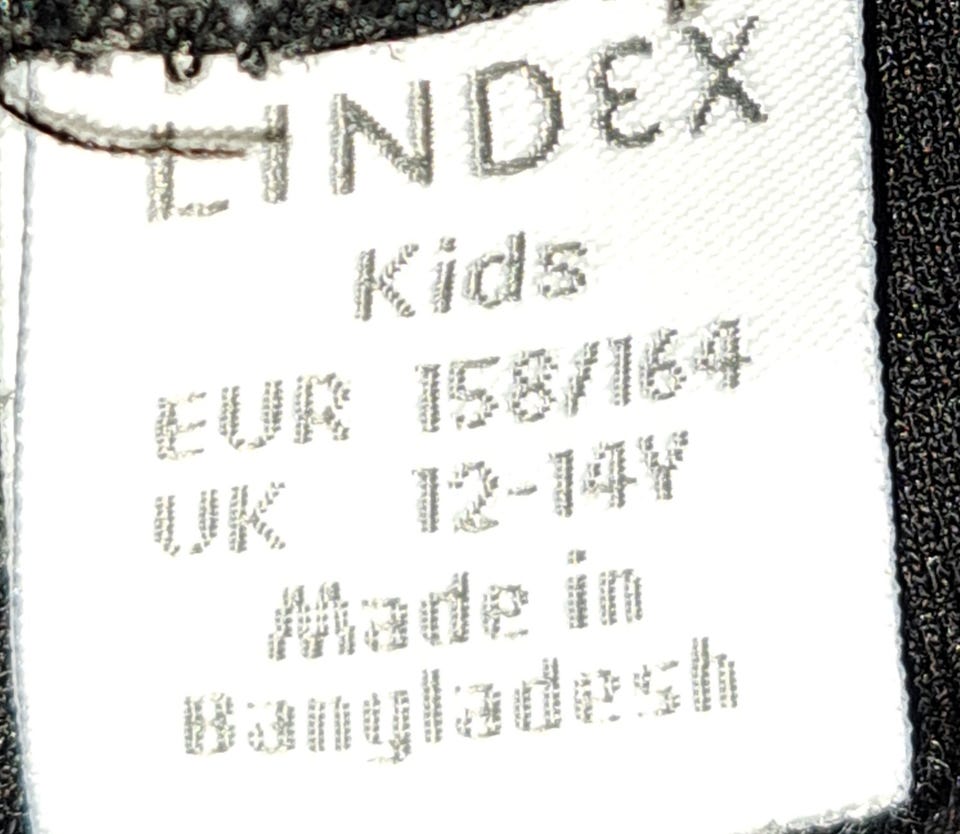 LINDEX
Kids
EUR 158/164
UK 12-14Y
Made in
Bangladesh